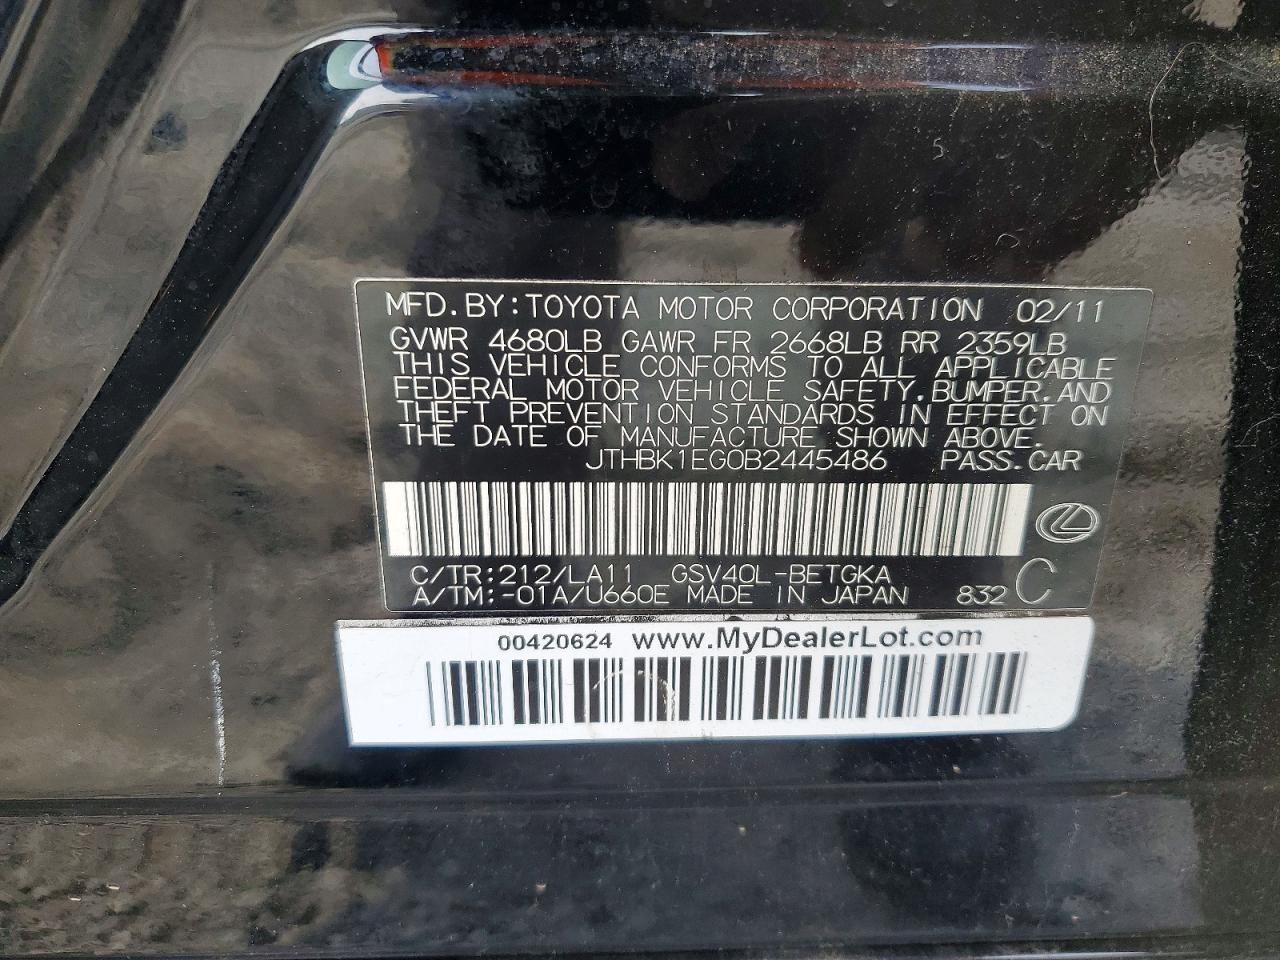 MFD. BY: TOYOTA MOTOR CORPORATION 02/11
GVWR 4680LB GAWR FR 2668LB RR 2359LB
THIS VEHICLE CONFORMS TO ALL APPLICABLE
FEDERAL MOTOR VEHICLE SAFETY, BUMPER, AND
THEFT PREVENTION STANDARDS IN EFFECT ON
THE DATE OF MANUFACTURE SHOWN ABOVE.
JTHBK1EG0B2445486 PASS. CAR
C/TR: 212/LA11 GSV40L-BETGKA
A/TM: -01A/U660E MADE IN JAPAN 832 C
00420624 www.MyDealerLot.com